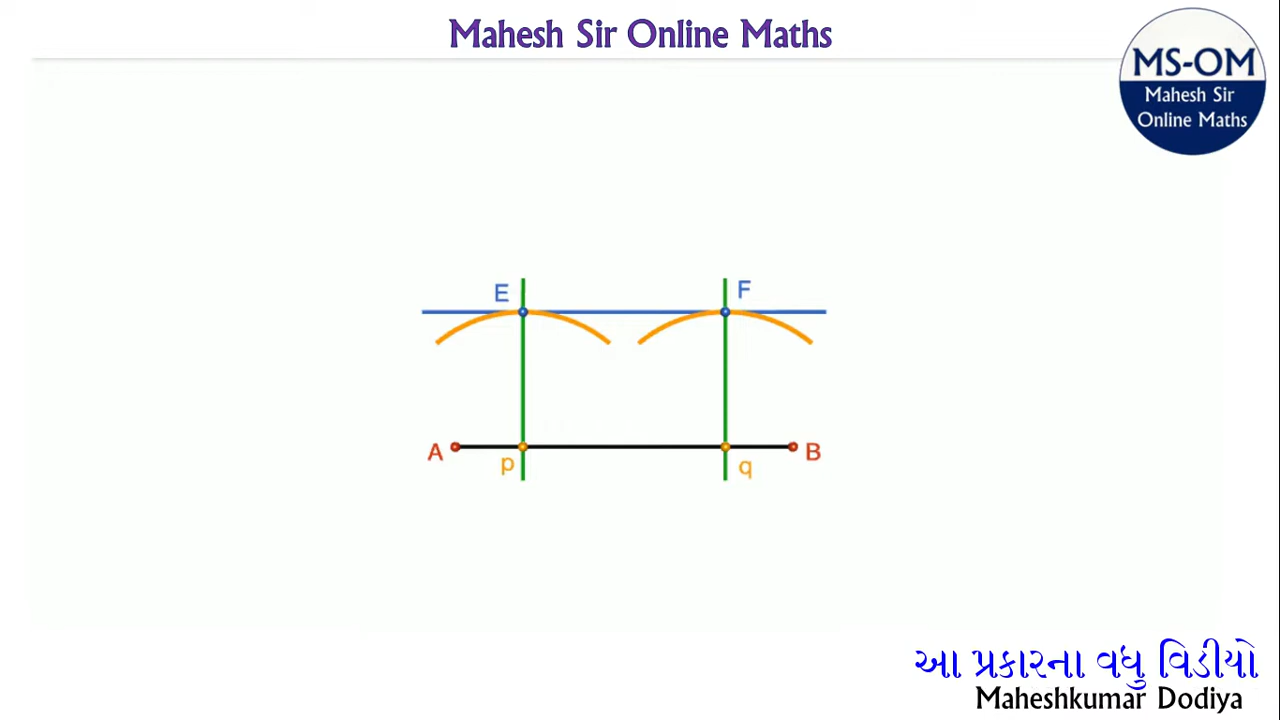 Mahesh Sir Online Maths
MS-OM
Mahesh Sir
Online Maths
E
F
A
p
q
B
આ પ્રકારના વધુ વિડીયો
Maheshkumar Dodiya